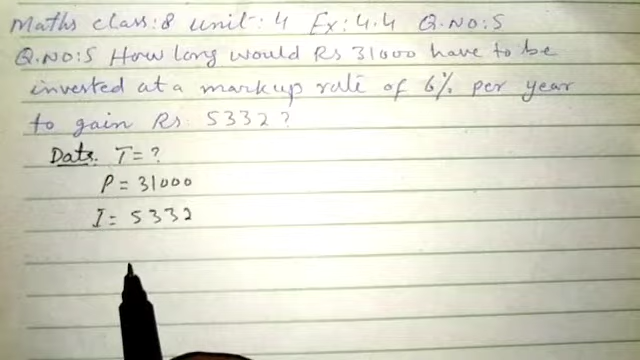 Maths class:8 unit:4 Ex:4.4 Q.NO:5
Q.NO:5 How long would Rs 31000 have to be
invested at a markup rate of 6% per year
to gain Rs. 5332?
Data. T=?
P=31000
I=5332